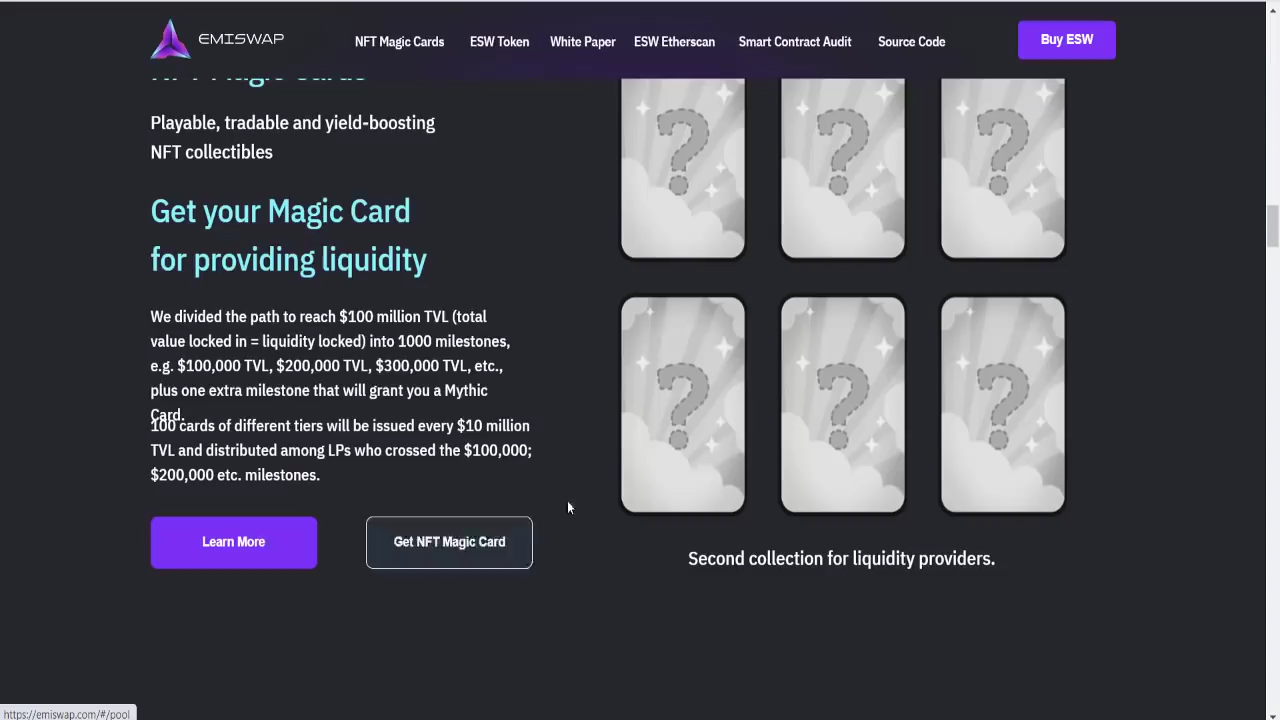 EMISWAP
NFT Magic Cards
ESW Token
White Paper
ESW Etherscan
Smart Contract Audit
Source Code
Buy ESW
NFT Magic Cards
Playable, tradable and yield-boosting
NFT collectibles
Get your Magic Card
for providing liquidity
We divided the path to reach $100 million TVL (total
value locked in = liquidity locked) into 1000 milestones,
e.g. $100,000 TVL, $200,000 TVL, $300,000 TVL, etc.,
plus one extra milestone that will grant you a Mythic
Card.
100 cards of different tiers will be issued every $10 million
TVL and distributed among LPs who crossed the $100,000;
$200,000 etc. milestones.
Learn More
Get NFT Magic Card
?
?
?
?
?
?
Second collection for liquidity providers.
https://emiswap.com/#/pool